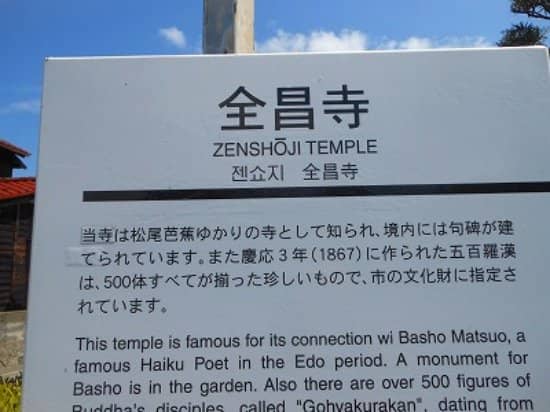 全昌寺
ZENSHŌJI TEMPLE
젠쇼지 全昌寺
当寺は松尾芭蕉ゆかりの寺として知られ、境内には句碑が建
てられています。また慶応3年(1867)に作られた五百羅漢
は、500体すべてが揃った珍しいもので、市の文化財に指定さ
れています。
This temple is famous for its connection wi Basho Matsuo, a
famous Haiku Poet in the Edo period. A monument for
Basho is in the garden. Also there are over 500 figures of
Buddha's disciples, called "Gohyakurakan", dating from